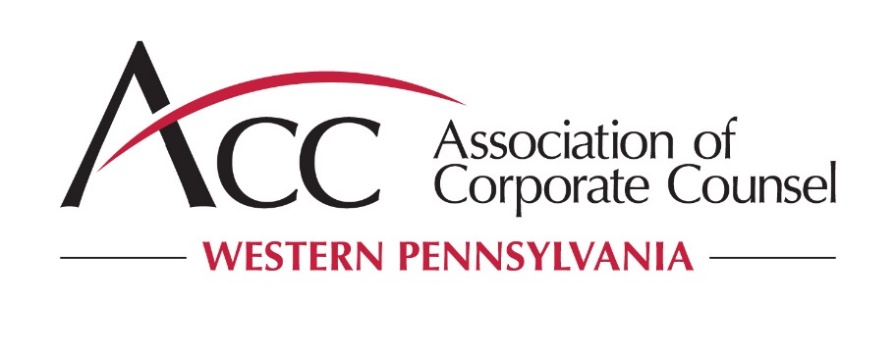 ACC
Association of
Corporate Counsel
WESTERN PENNSYLVANIA